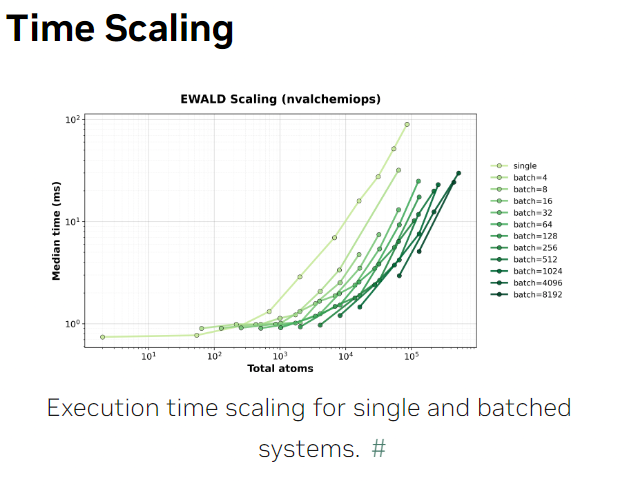 Time Scaling
EWALD Scaling (nvalchemiops)
10²
10¹
10⁰
Median time (ms)
10¹ 10² 10³ 10⁴ 10⁵
Total atoms
single
batch=4
batch=8
batch=16
batch=32
batch=64
batch=128
batch=256
batch=512
batch=1024
batch=4096
batch=8192
Execution time scaling for single and batched
systems. #